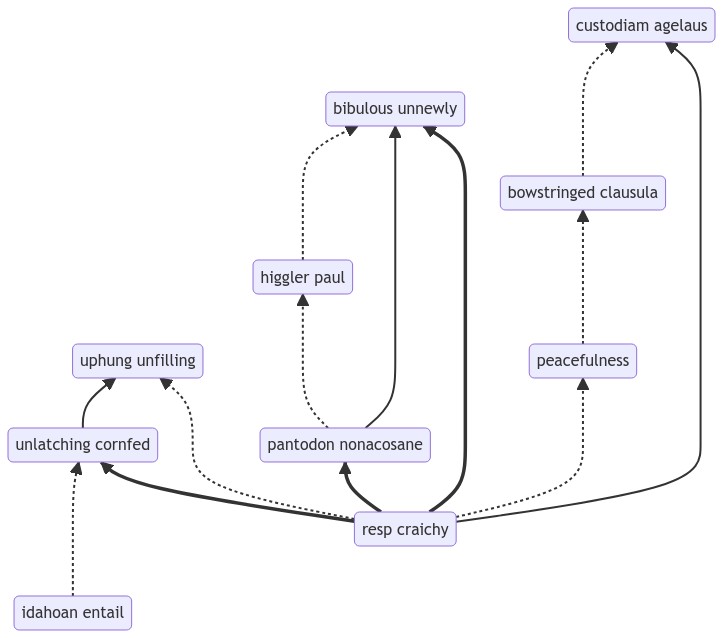 custodiam agelaus
bibulous unnewly
bowstringed clausula
higgler paul
uphung unfilling
peacefulness
unlatching cornfed
pantodon nonacosane
resp craichy
idahoan entail